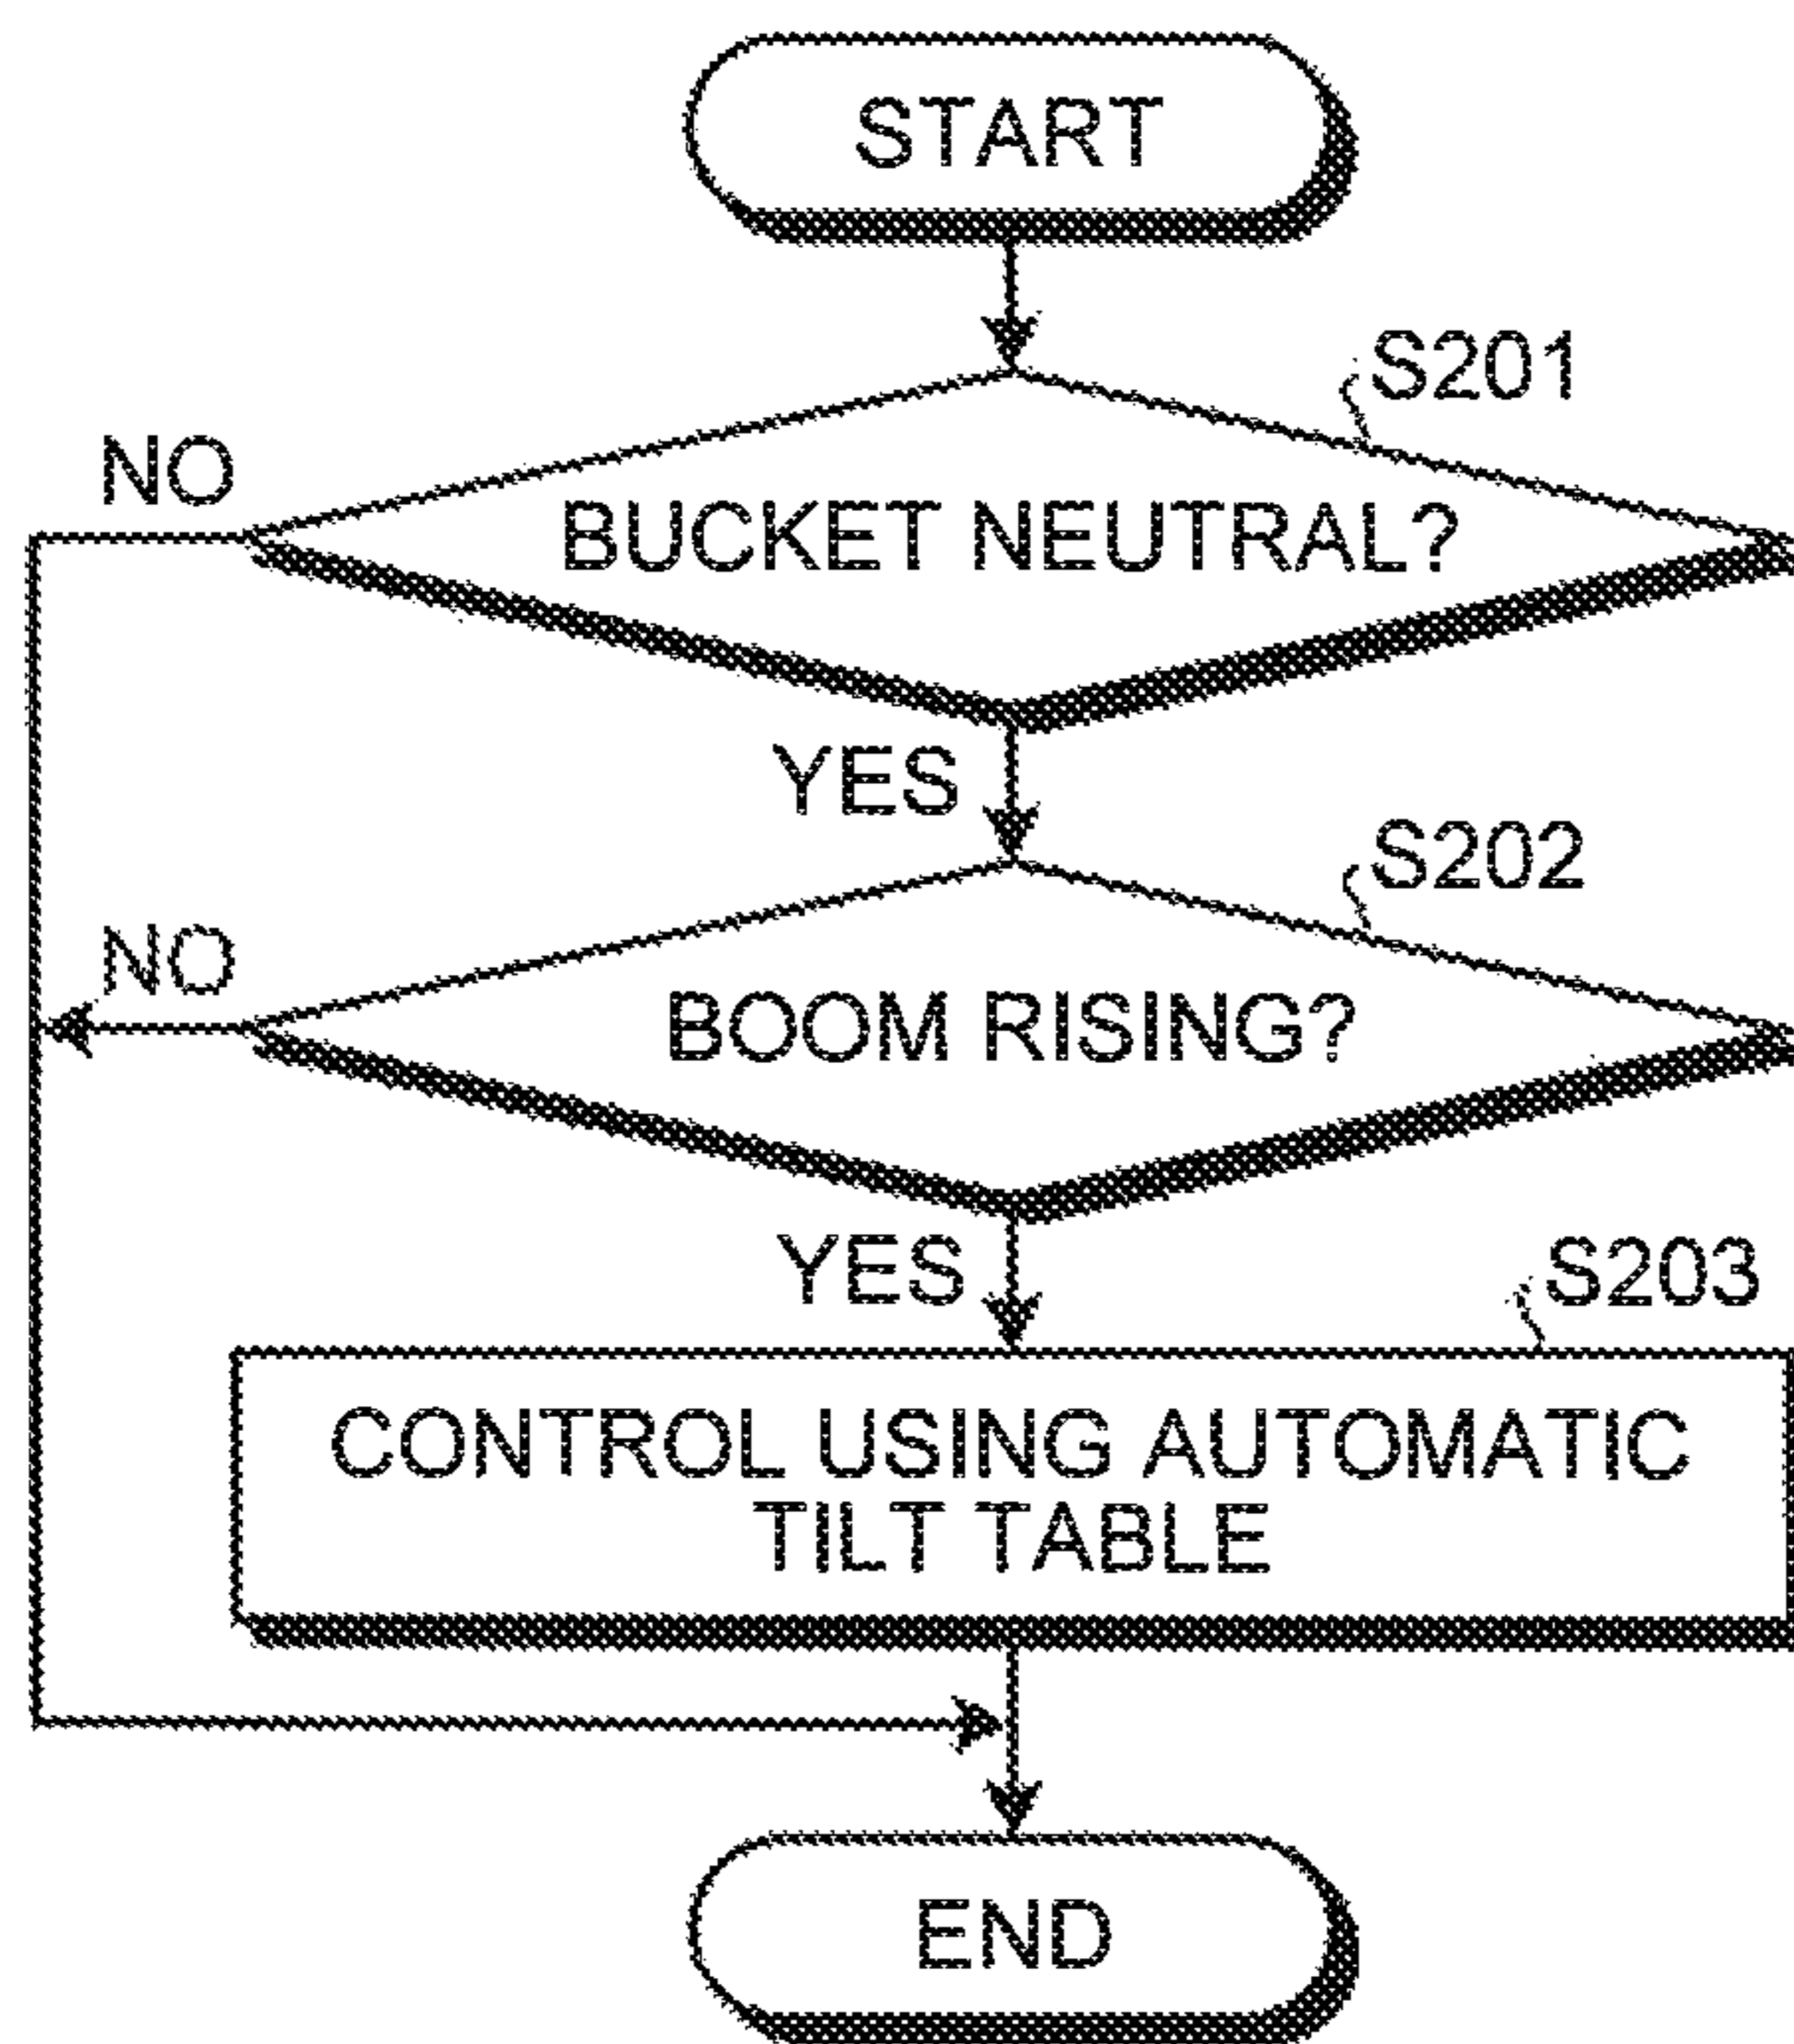 START
S201
NO
BUCKET NEUTRAL?
YES
S202
NO
BOOM RISING?
YES
S203
CONTROL USING AUTOMATIC
TILT TABLE
END